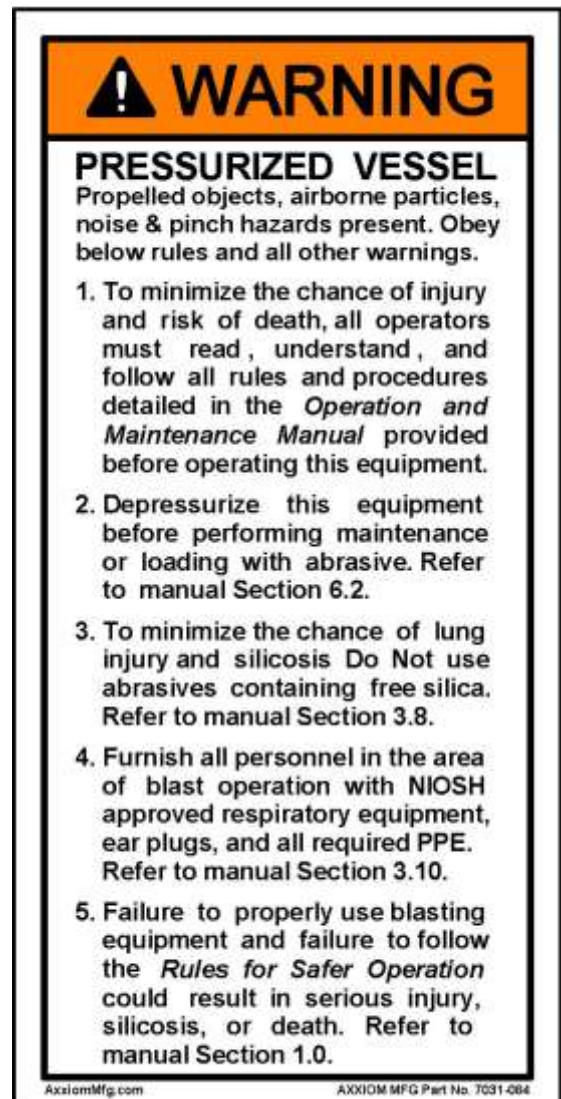 WARNING
PRESSURIZED VESSEL
Propelled objects, airborne particles,
noise & pinch hazards present. Obey
below rules and all other warnings.
1. To minimize the chance of injury
and risk of death, all operators
must read, understand, and
follow all rules and procedures
detailed in the Operation and
Maintenance Manual provided
before operating this equipment.
2. Depressurize this equipment
before performing maintenance
or loading with abrasive. Refer
to manual Section 6.2.
3. To minimize the chance of lung
injury and silicosis Do Not use
abrasives containing free silica.
Refer to manual Section 3.8.
4. Furnish all personnel in the area
of blast operation with NIOSH
approved respiratory equipment,
ear plugs, and all required PPE.
Refer to manual Section 3.10.
5. Failure to properly use blasting
equipment and failure to follow
the Rules for Safer Operation
could result in serious injury,
silicosis, or death. Refer to
manual Section 1.0.
AxxiomMfg.com AXXIOM MFG Part No. 7031-084